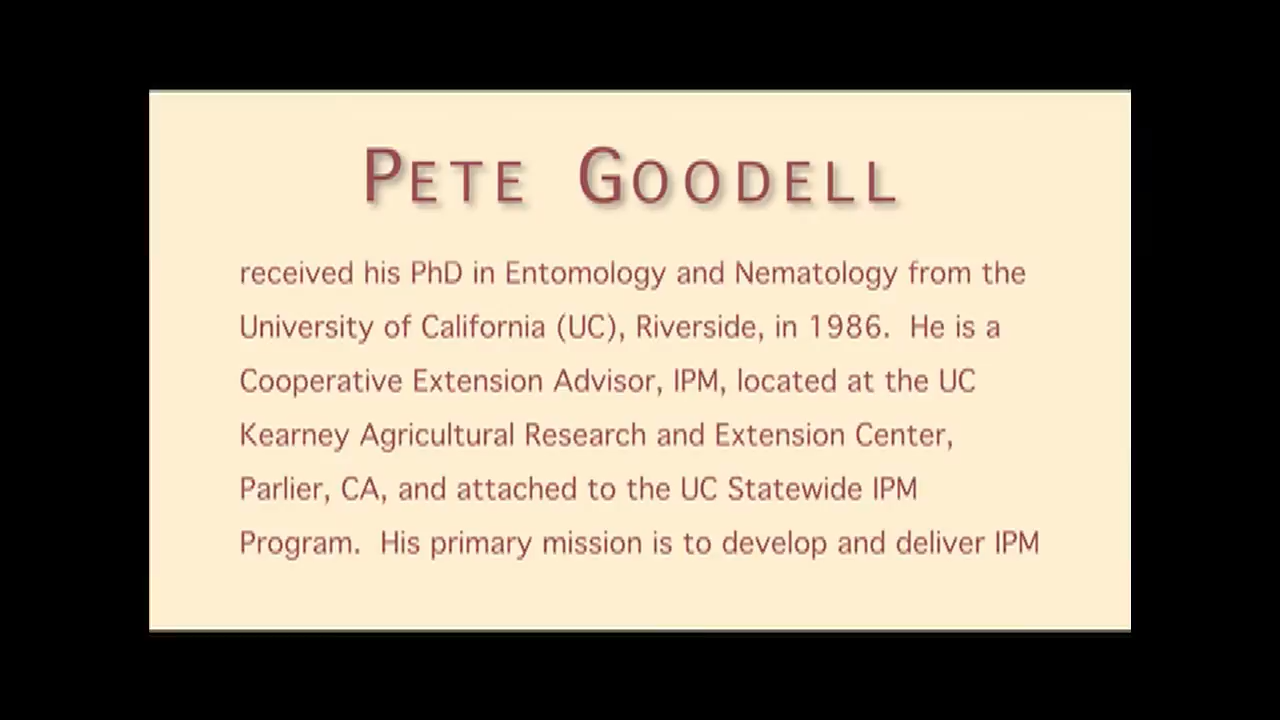 Pete Goodell
received his PhD in Entomology and Nematology from the
University of California (UC), Riverside, in 1986.  He is a
Cooperative Extension Advisor, IPM, located at the UC
Kearney Agricultural Research and Extension Center,
Parlier, CA, and attached to the UC Statewide IPM
Program.  His primary mission is to develop and deliver IPM